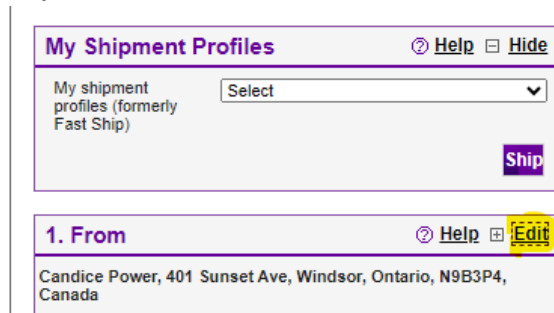 My Shipment Profiles
Help
Hide
My shipment
profiles (formerly
Fast Ship)
Select
Ship
1. From
Help
Edit
Candice Power, 401 Sunset Ave, Windsor, Ontario, N9B3P4,
Canada